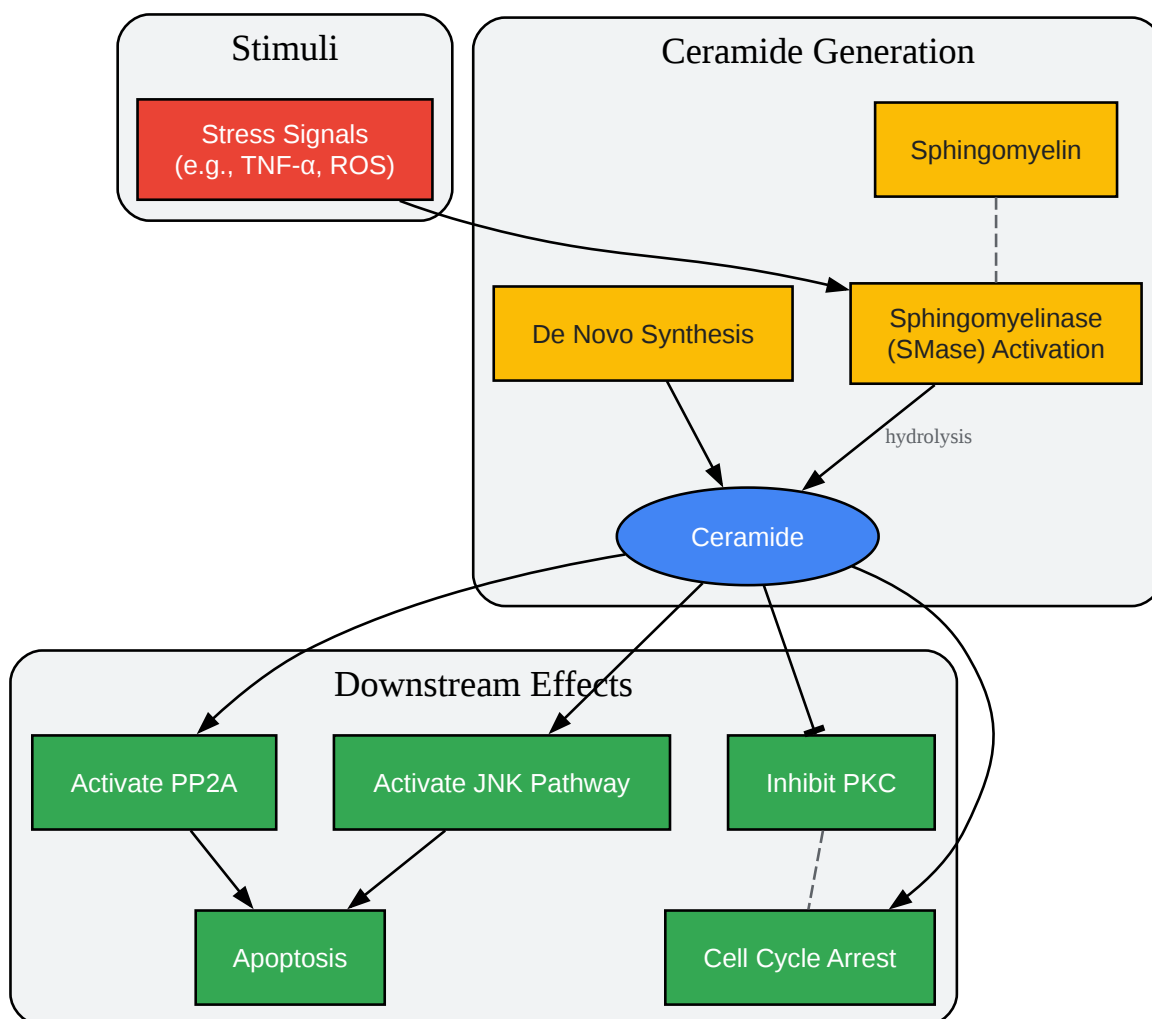 Stimuli
Stress Signals
(e.g., TNF-α, ROS)
Ceramide Generation
Sphingomyelin
De Novo Synthesis
Sphingomyelinase
(SMase) Activation
hydrolysis
Ceramide
Downstream Effects
Activate PP2A
Activate JNK Pathway
Inhibit PKC
Apoptosis
Cell Cycle Arrest